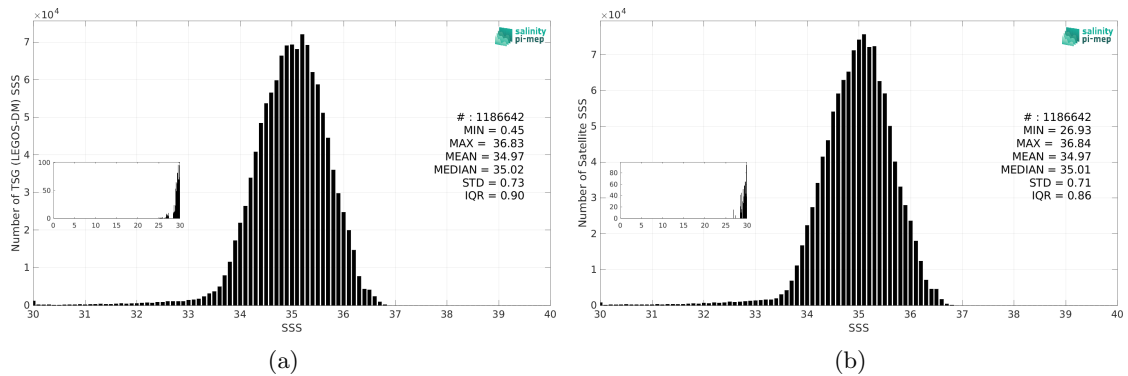 ×10⁴
7
6
5
4
3
2
1
0
Number of TSG (LEGOS-DM) SSS
salinity
pi-mep
# : 1186642
MIN = 0.45
MAX = 36.83
MEAN = 34.97
MEDIAN = 35.02
STD = 0.73
IQR = 0.90
100
50
0
0 5 10 15 20 25 30
30 31 32 33 34 35 36 37 38 39 40
SSS
(a)
×10⁴
7
6
5
4
3
2
1
0
Number of Satellite SSS
salinity
pi-mep
# : 1186642
MIN = 26.93
MAX = 36.84
MEAN = 34.97
MEDIAN = 35.01
STD = 0.71
IQR = 0.86
80
60
40
20
0
0 5 10 15 20 25 30
30 31 32 33 34 35 36 37 38 39 40
SSS
(b)